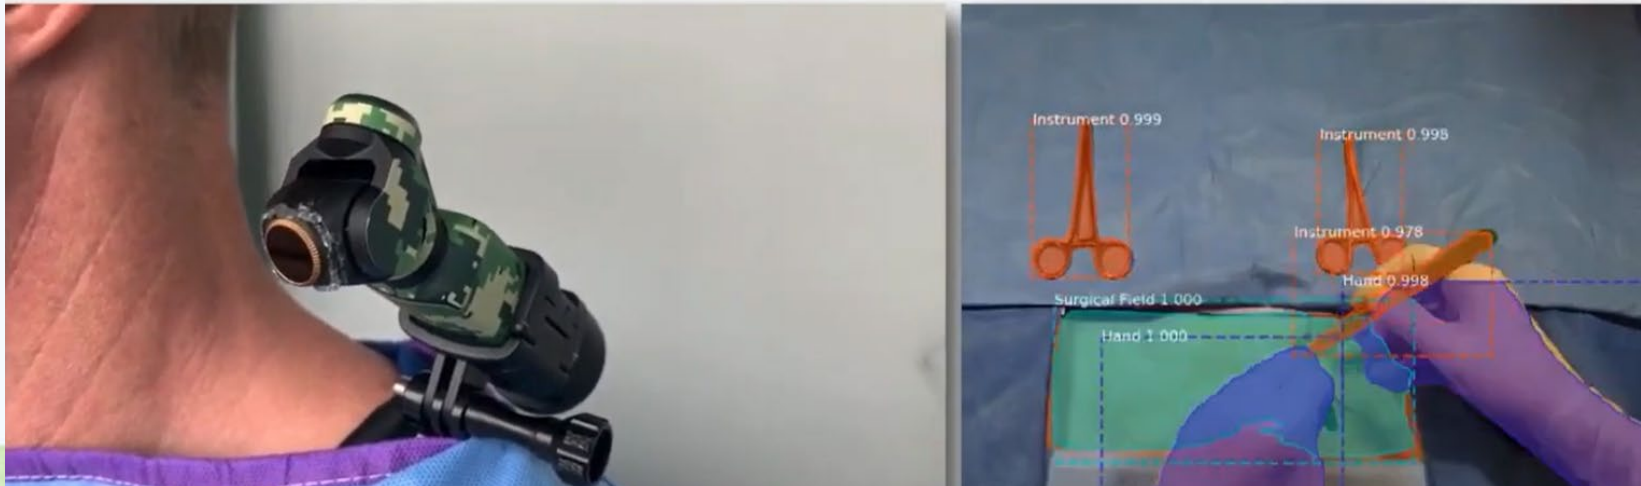 Instrument 0.999
Instrument 0.998
Instrument 0.978
Hand 0.998
Surgical Field 1.000
Hand 1.000